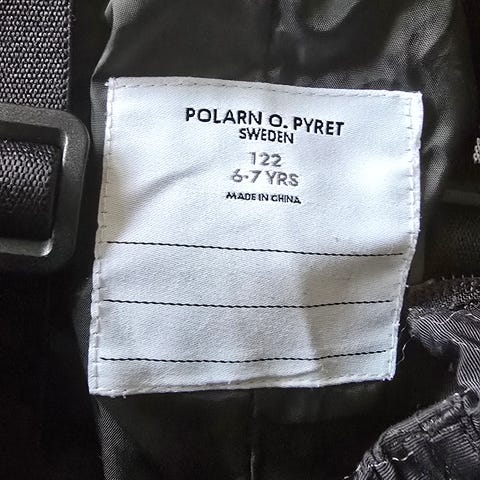 POLARN O. PYRET
SWEDEN
122
6-7 YRS
MADE IN CHINA